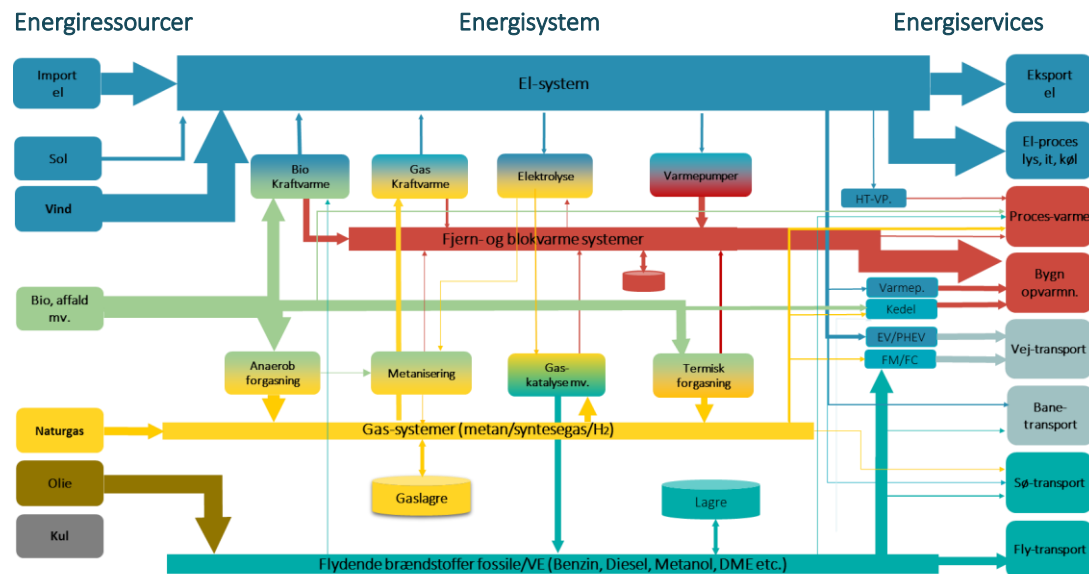 Energiressourcer
Energisystem
Energiservices
Import
el
El-system
Eksport
el
Sol
Bio
Kraftvarme
Gas
Kraftvarme
Elektrolyse
Varmepumper
El-proces
lys, it, køl
Vind
HT-VP.
Proces-varme
Fjern- og blokvarme systemer
Bygn
opvarmn.
Varmep.
Kedel
Bio, affald
mv.
EV/PHEV
FM/FC
Vej-transport
Anaerob
forgasning
Metanisering
Gas-
katalyse mv.
Termisk
forgasning
Bane-
transport
Naturgas
Gas-systemer (metan/syntesegas/H2)
Olie
Gaslagre
Lagre
Sø-transport
Kul
Flydende brændstoffer fossile/VE (Benzin, Diesel, Metanol, DME etc.)
Fly-transport